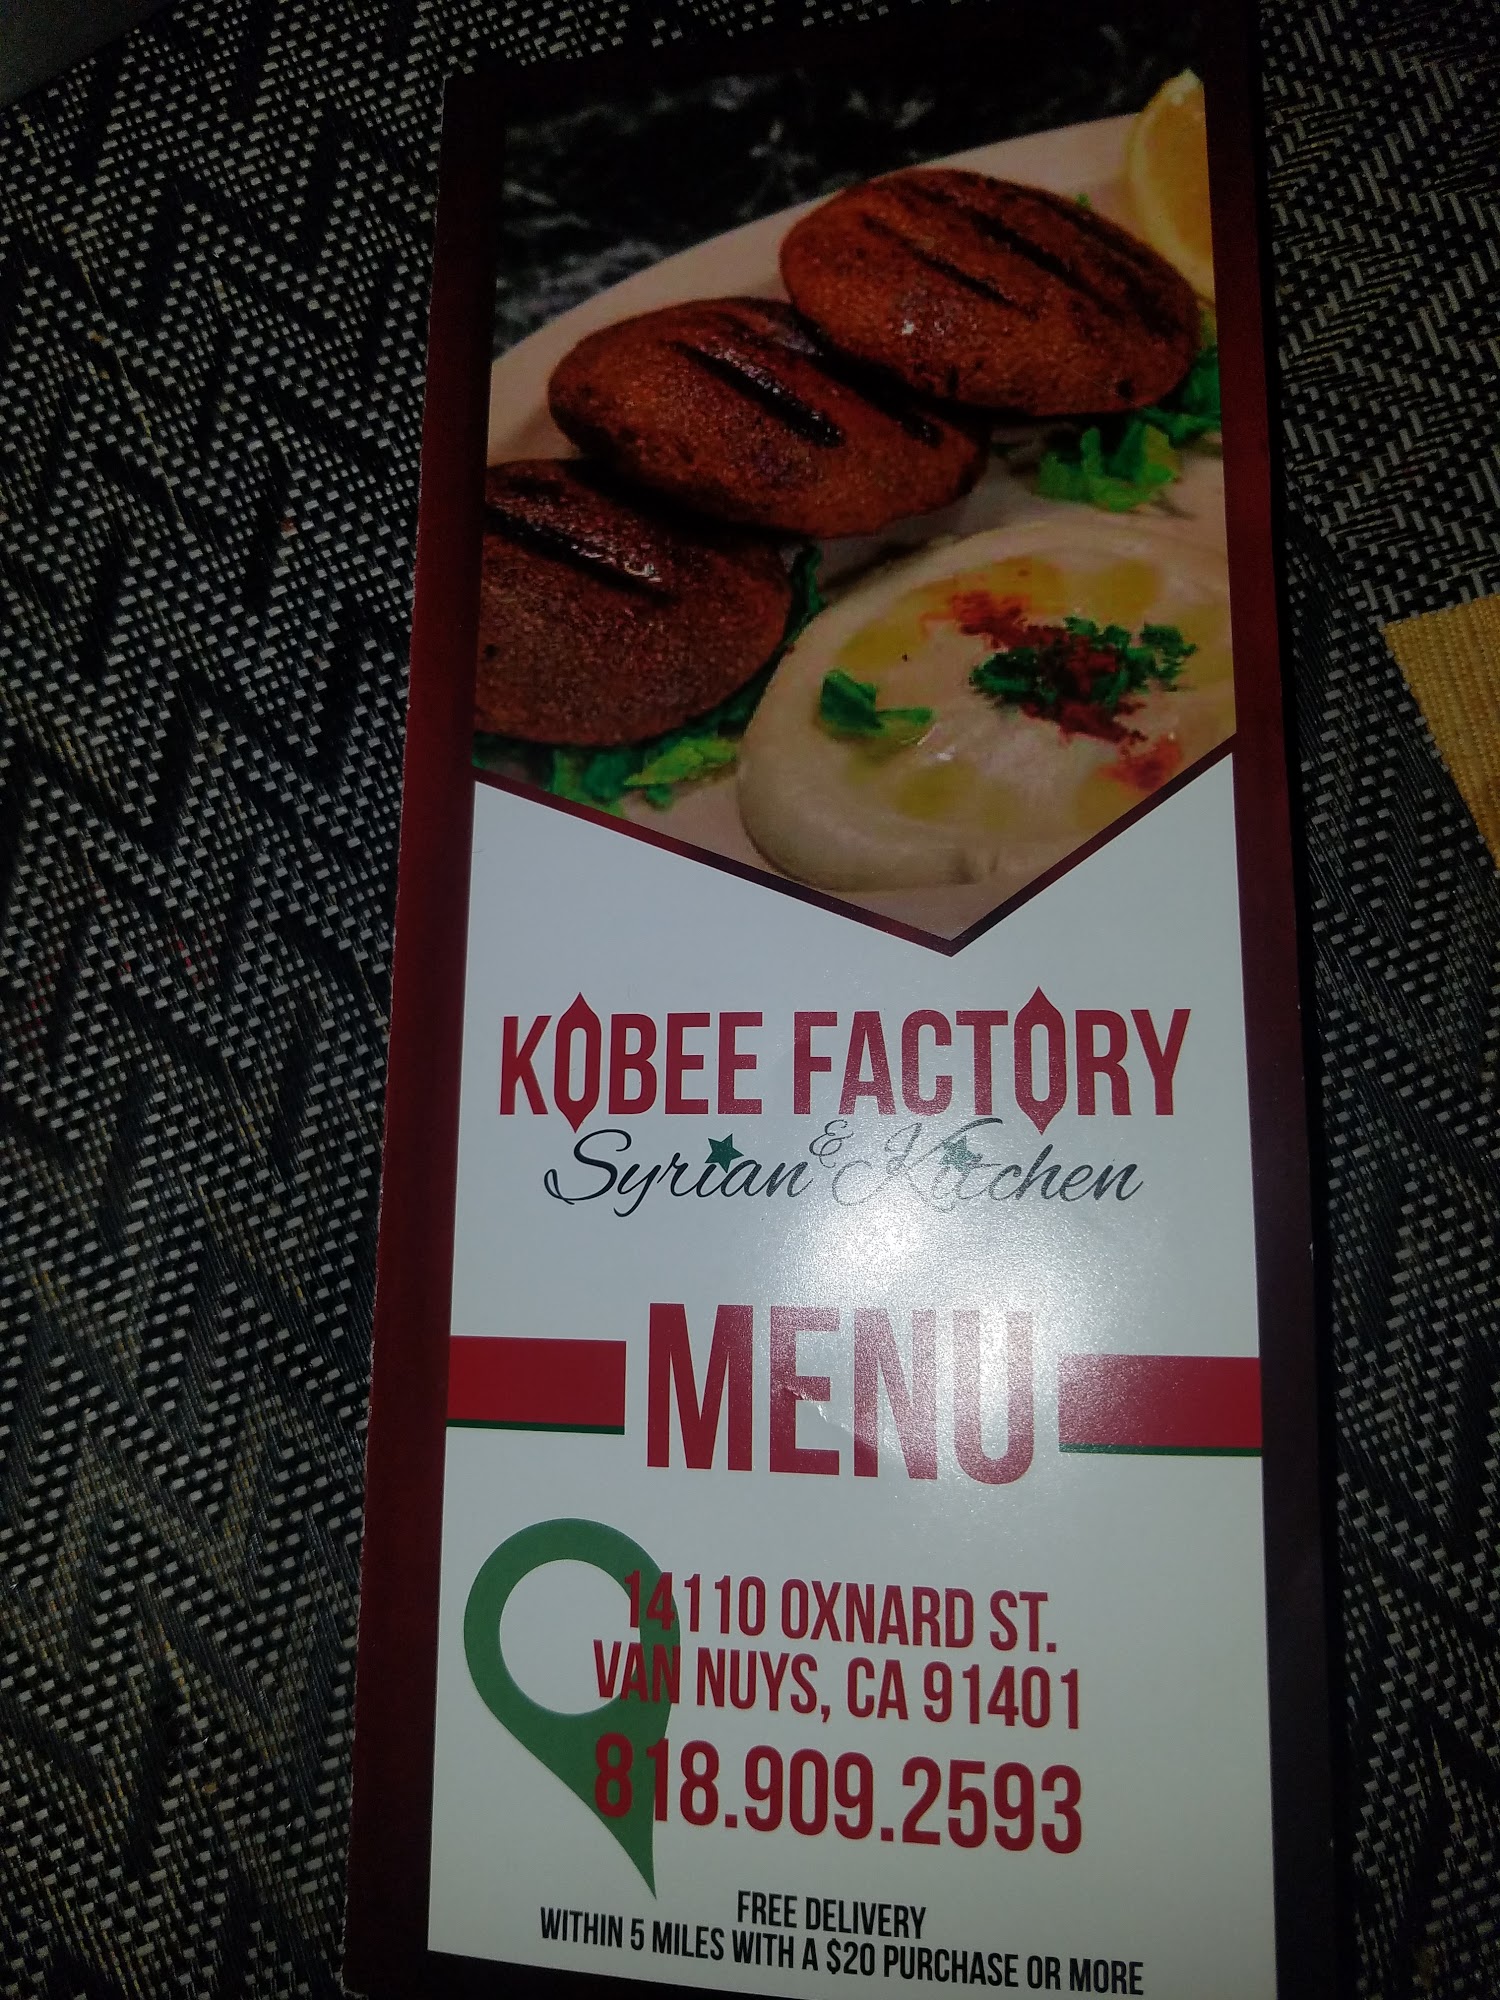 KOBEE FACTORY
& Syrian Kitchen
MENU
14110 OXNARD ST.
VAN NUYS, CA 91401
818.909.2593
FREE DELIVERY
WITHIN 5 MILES WITH A $20 PURCHASE OR MORE